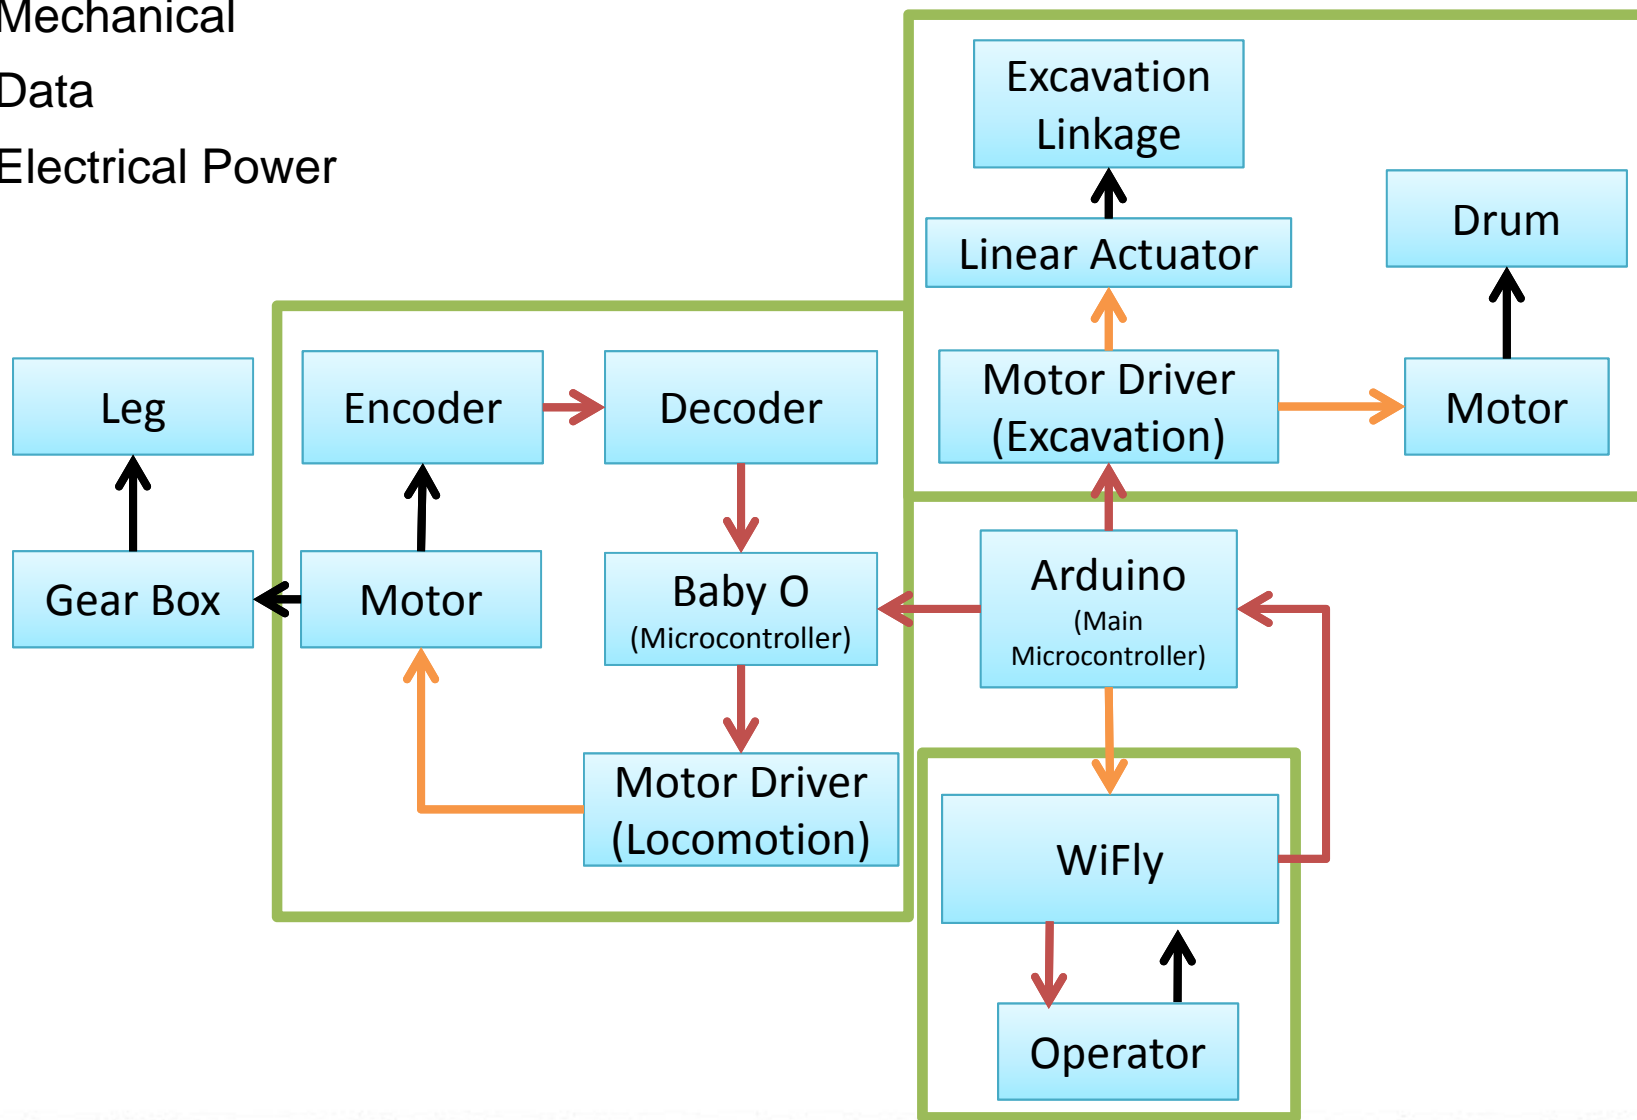 Mechanical
Data
Electrical Power
Excavation
Linkage
Drum
Linear Actuator
Leg
Encoder
Decoder
Motor Driver
(Excavation)
Motor
Gear Box
Motor
Baby O
(Microcontroller)
Arduino
(Main
Microcontroller)
Motor Driver
(Locomotion)
WiFly
Operator